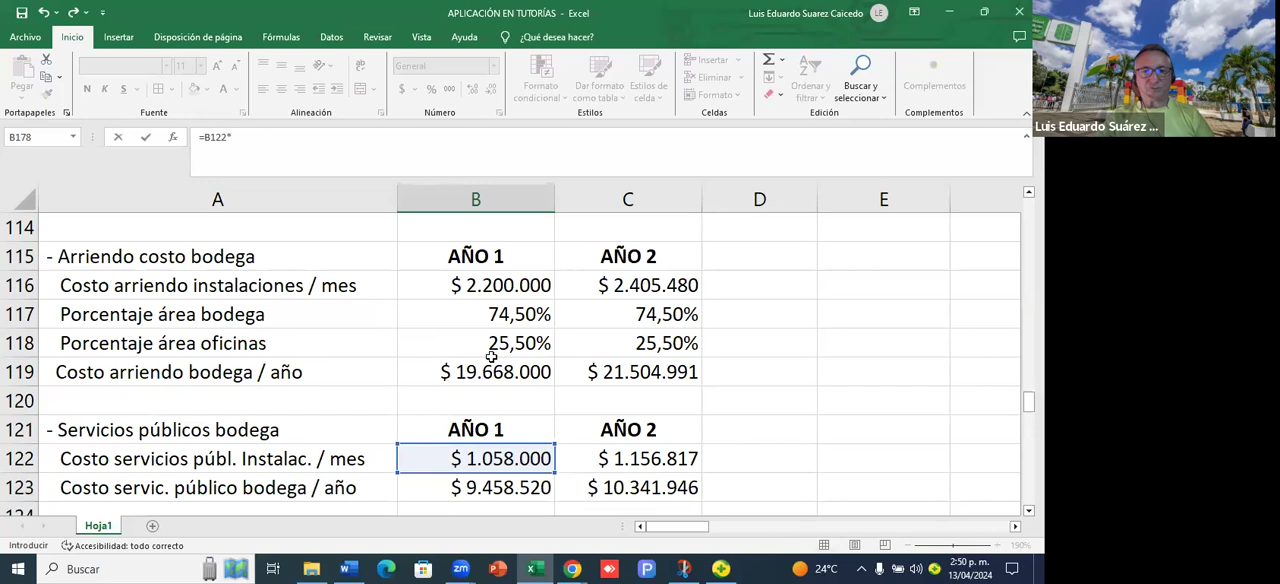 APLICACIÓN EN TUTORÍAS - Excel
Luis Eduardo Suarez Caicedo LE
Archivo Inicio Insertar Disposición de página Fórmulas Datos Revisar Vista Ayuda ¿Qué desea hacer?
Pegar
N K S
11
General
$ % 000
Formato condicional
Dar formato como tabla
Estilos de celda
Insertar
Eliminar
Formato
Ordenar y filtrar
Buscar y seleccionar
Complementos
Portapapeles Fuente Alineación Número Estilos Celdas Edición Complementos
Luis Eduardo Suárez ...
B178 fx =B122*
A B C D E
114
115 - Arriendo costo bodega AÑO 1 AÑO 2
116 Costo arriendo instalaciones / mes $ 2.200.000 $ 2.405.480
117 Porcentaje área bodega 74,50% 74,50%
118 Porcentaje área oficinas 25,50% 25,50%
119 Costo arriendo bodega / año $ 19.668.000 $ 21.504.991
120
121 - Servicios públicos bodega AÑO 1 AÑO 2
122 Costo servicios públ. Instalac. / mes $ 1.058.000 $ 1.156.817
123 Costo servic. público bodega / año $ 9.458.520 $ 10.341.946
124
Hoja1
Introducir Accesibilidad: todo correcto 190%
Buscar zm 24°C 2:50 p. m.
13/04/2024